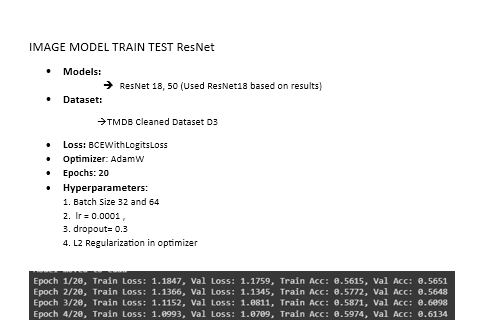 IMAGE MODEL TRAIN TEST ResNet
• Models:
➔ ResNet 18, 50 (Used ResNet18 based on results)
• Dataset:
→TMDB Cleaned Dataset D3
• Loss: BCEWithLogitsLoss
• Optimizer: AdamW
• Epochs: 20
• Hyperparameters:
1. Batch Size 32 and 64
2. lr = 0.0001 ,
3. dropout= 0.3
4. L2 Regularization in optimizer
Epoch 1/20, Train Loss: 1.1847, Val Loss: 1.1759, Train Acc: 0.5615, Val Acc: 0.5651
Epoch 2/20, Train Loss: 1.1366, Val Loss: 1.1345, Train Acc: 0.5772, Val Acc: 0.5648
Epoch 3/20, Train Loss: 1.1152, Val Loss: 1.0811, Train Acc: 0.5871, Val Acc: 0.6098
Epoch 4/20, Train Loss: 1.0993, Val Loss: 1.0709, Train Acc: 0.5974, Val Acc: 0.6134